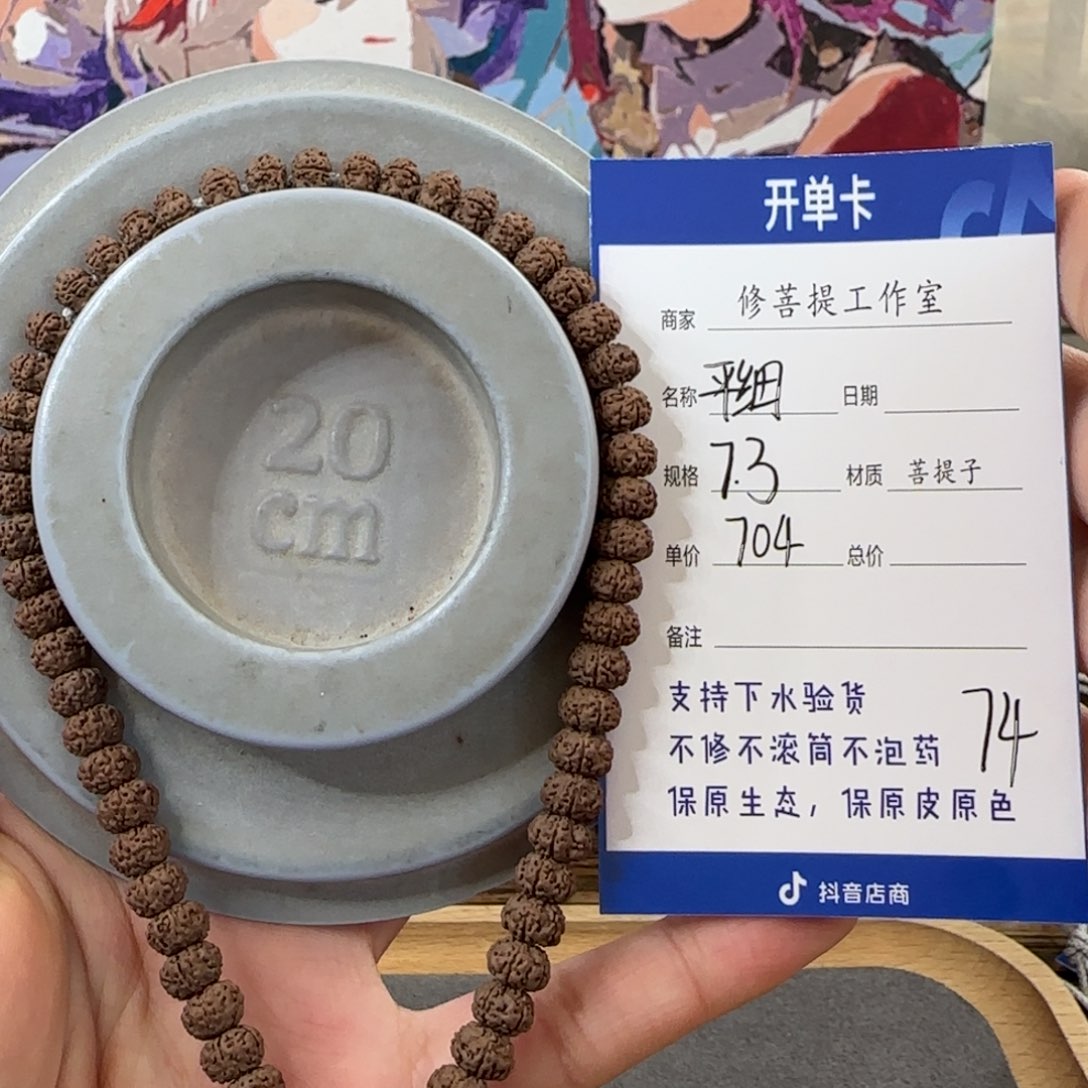 20
cm
开单卡
商家 修菩提工作室
名称 平细 日期
规格 7.3 材质 菩提子
单价 704 总价
备注
支持下水验货
不修不滚筒不泡药 74
保原生态，保原皮原色
抖音店商